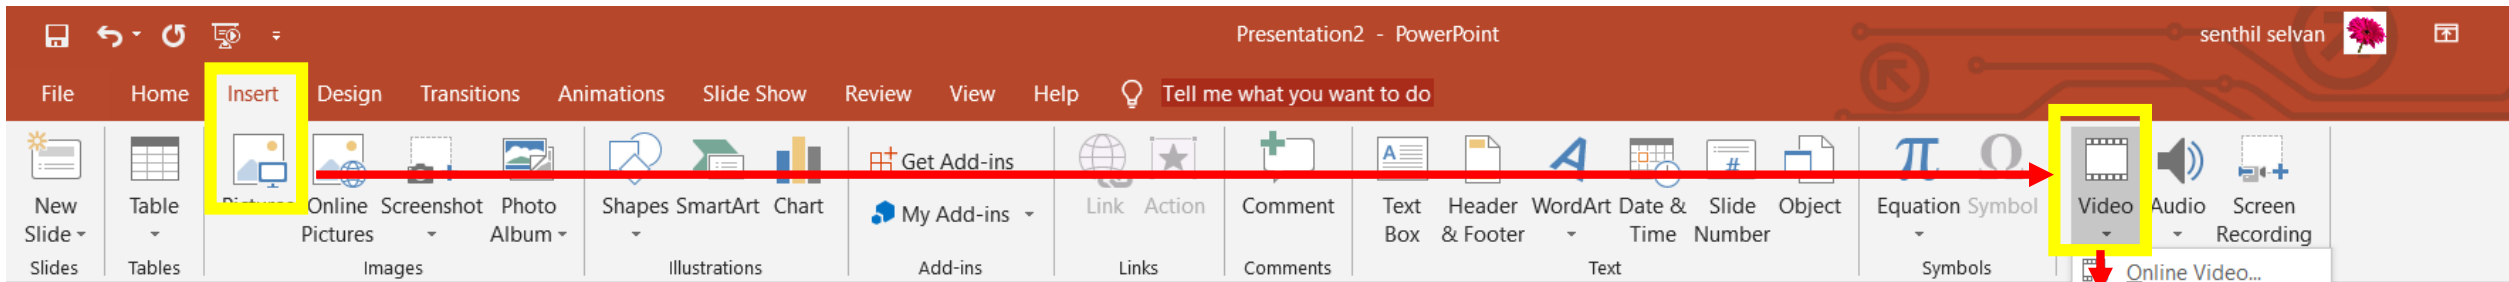 Presentation2 - PowerPoint
senthil selvan
File Home Insert Design Transitions Animations Slide Show Review View Help Tell me what you want to do
New Slide
Table
Pictures
Online Pictures
Screenshot
Photo Album
Shapes
SmartArt
Chart
Get Add-ins
My Add-ins
Link
Action
Comment
Text Box
Header & Footer
WordArt
Date & Time
Slide Number
#
Object
Equation
Symbol
Video
Audio
Screen Recording
Slides Tables Images Illustrations Add-ins Links Comments Text Symbols
Online Video...